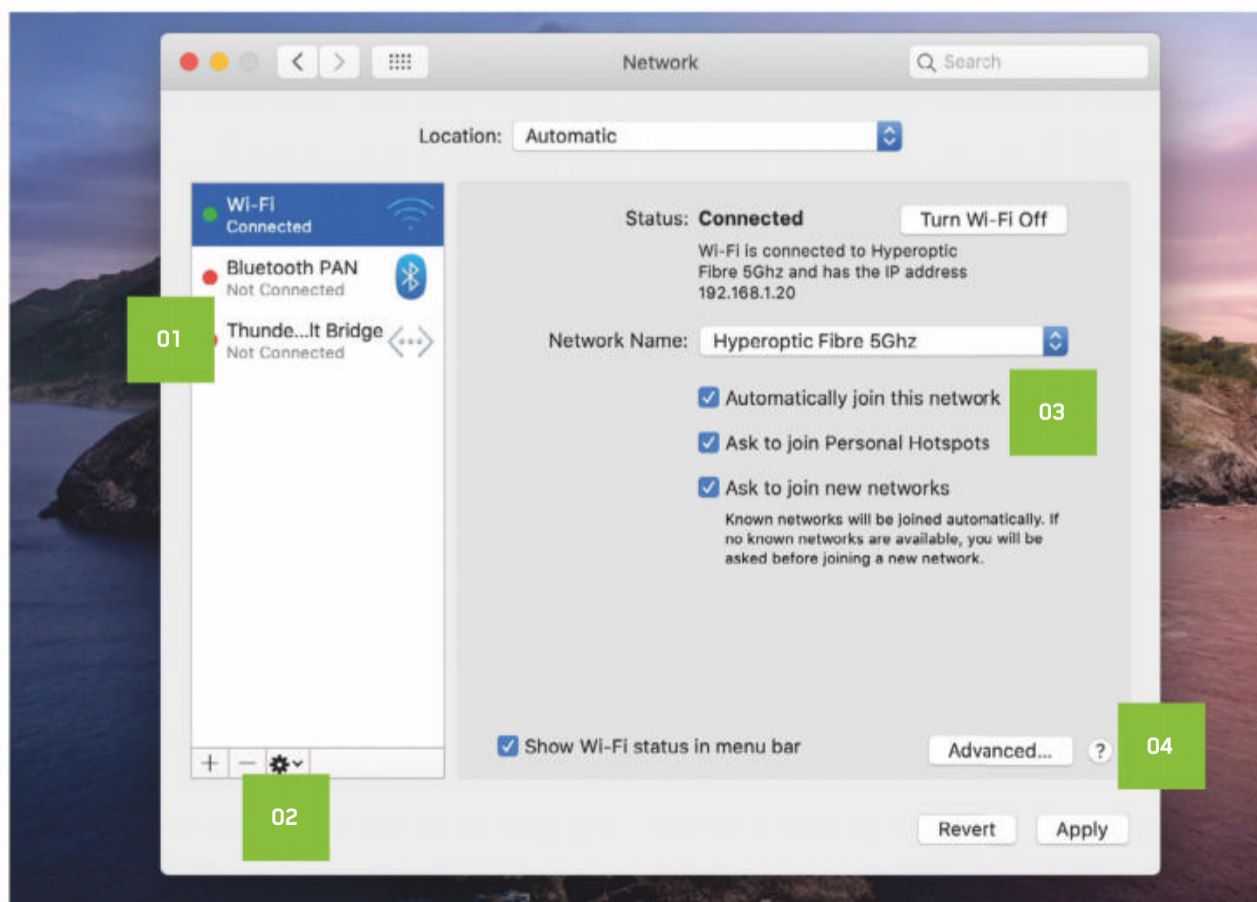 Network
Search
Location: Automatic
Wi-Fi
Connected
Bluetooth PAN
Not Connected
Thunde...lt Bridge
Not Connected
01
+ −
02
Status: Connected
Turn Wi-Fi Off
Wi-Fi is connected to Hyperoptic
Fibre 5Ghz and has the IP address
192.168.1.20
Network Name: Hyperoptic Fibre 5Ghz
Automatically join this network
03
Ask to join Personal Hotspots
Ask to join new networks
Known networks will be joined automatically. If
no known networks are available, you will be
asked before joining a new network.
Show Wi-Fi status in menu bar
Advanced... ?
04
Revert Apply